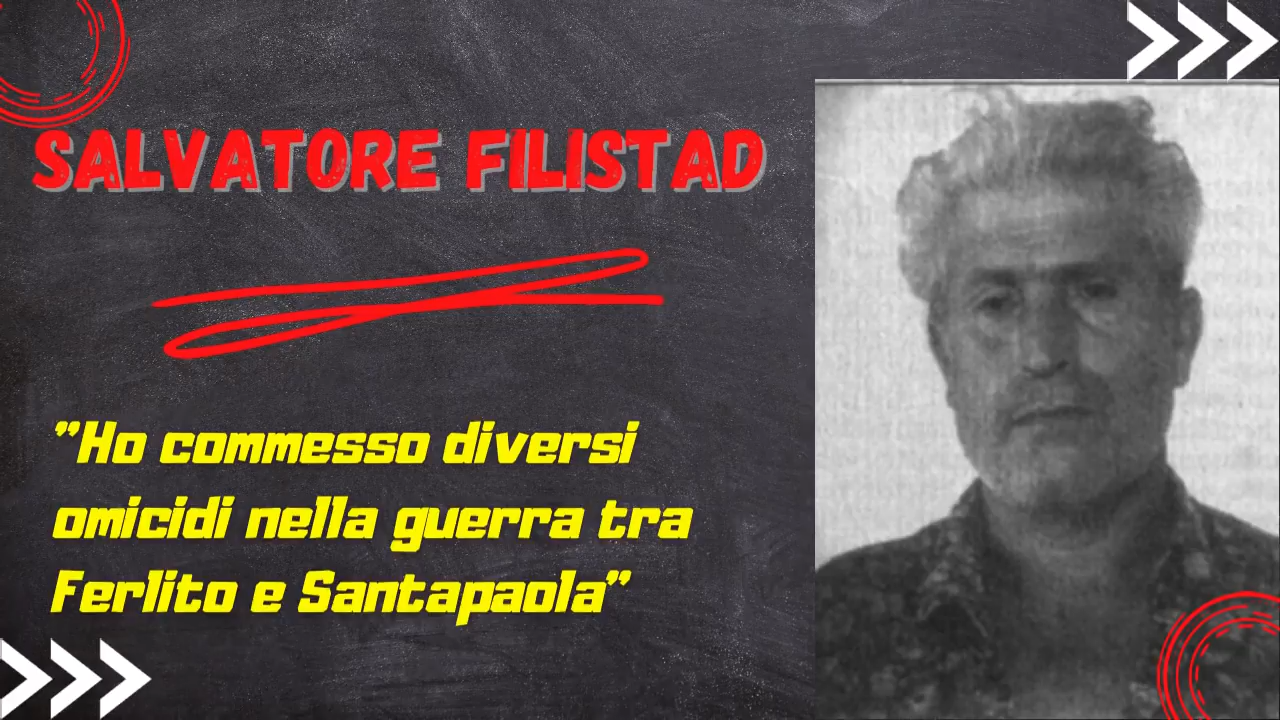 SALVATORE FILISTAD
"Ho commesso diversi
omicidi nella guerra tra
Ferlito e Santapaola"